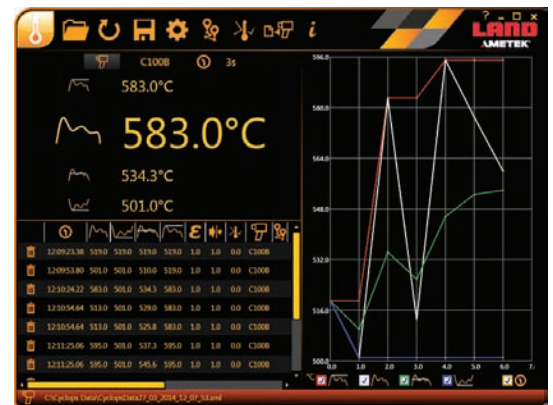 i
? - □ ×
LAND
AMETEK®
C100B 3s
583.0°C
583.0°C
534.3°C
501.0°C
ε
12:09:23.38 519.0 519.0 519.0 519.0 1.0 1.0 0.0 C100B
12:09:53.80 501.0 501.0 510.0 519.0 1.0 1.0 0.0 C100B
12:10:24.22 583.0 501.0 534.3 583.0 1.0 1.0 0.0 C100B
12:10:54.64 513.0 501.0 529.0 583.0 1.0 1.0 0.0 C100B
12:10:54.64 513.0 501.0 525.8 583.0 1.0 1.0 0.0 C100B
12:11:25.06 595.0 501.0 537.3 595.0 1.0 1.0 0.0 C100B
12:11:25.06 595.0 501.0 545.6 595.0 1.0 1.0 0.0 C100B
596.0
580.0
564.0
548.0
532.0
516.0
500.0
0.0 1.0 2.0 3.0 4.0 5.0 6.0 7.
°C
C:\Cyclops Data\CyclopsData27_03_2014_12_07_53.xml